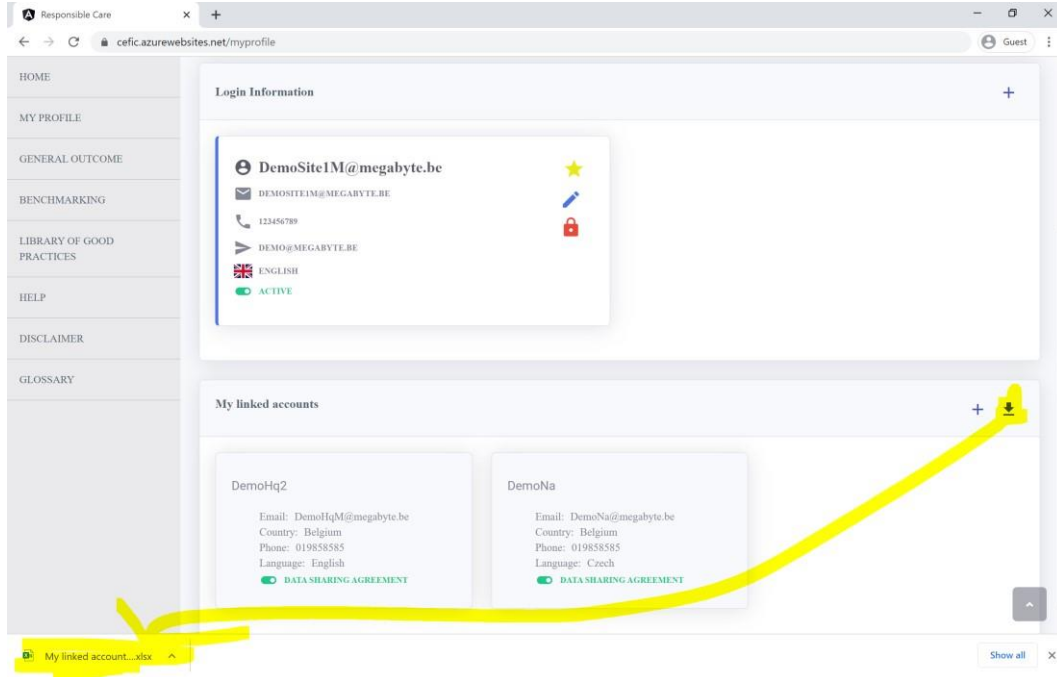 Responsible Care
cefic.azurewebsites.net/myprofile
Guest
HOME
MY PROFILE
GENERAL OUTCOME
BENCHMARKING
LIBRARY OF GOOD
PRACTICES
HELP
DISCLAIMER
GLOSSARY
Login Information
DemoSite1M@megabyte.be
DEMOSITE1M@MEGABYTE.BE
123456789
DEMO@MEGABYTE.BE
ENGLISH
ACTIVE
My linked accounts
DemoHq2
Email: DemoHqM@megabyte.be
Country: Belgium
Phone: 019858585
Language: English
DATA SHARING AGREEMENT
DemoNa
Email: DemoNa@megabyte.be
Country: Belgium
Phone: 019858585
Language: Czech
DATA SHARING AGREEMENT
My linked account....xlsx
Show all